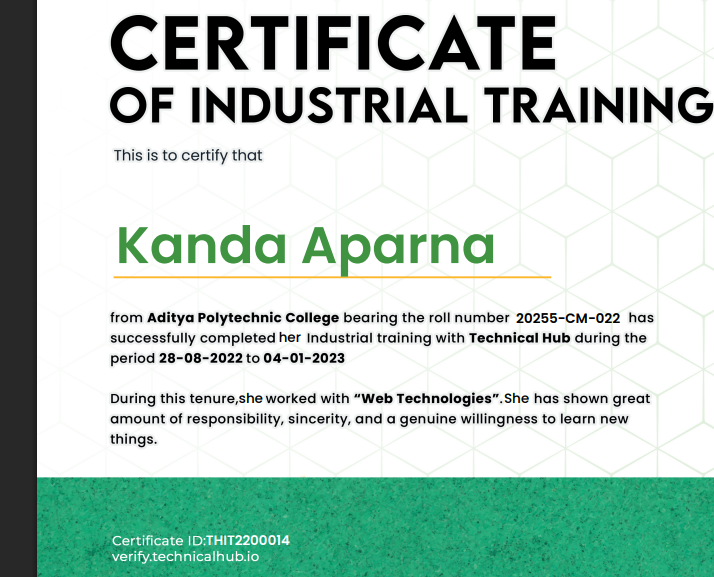 CERTIFICATE
OF INDUSTRIAL TRAINING
This is to certify that
Kanda Aparna
from Aditya Polytechnic College bearing the roll number 20255-CM-022 has
successfully completed her Industrial training with Technical Hub during the
period 28-08-2022 to 04-01-2023
During this tenure,she worked with “Web Technologies”.She has shown great
amount of responsibility, sincerity, and a genuine willingness to learn new
things.
Certificate ID:THIT2200014
verify.technicalhub.io